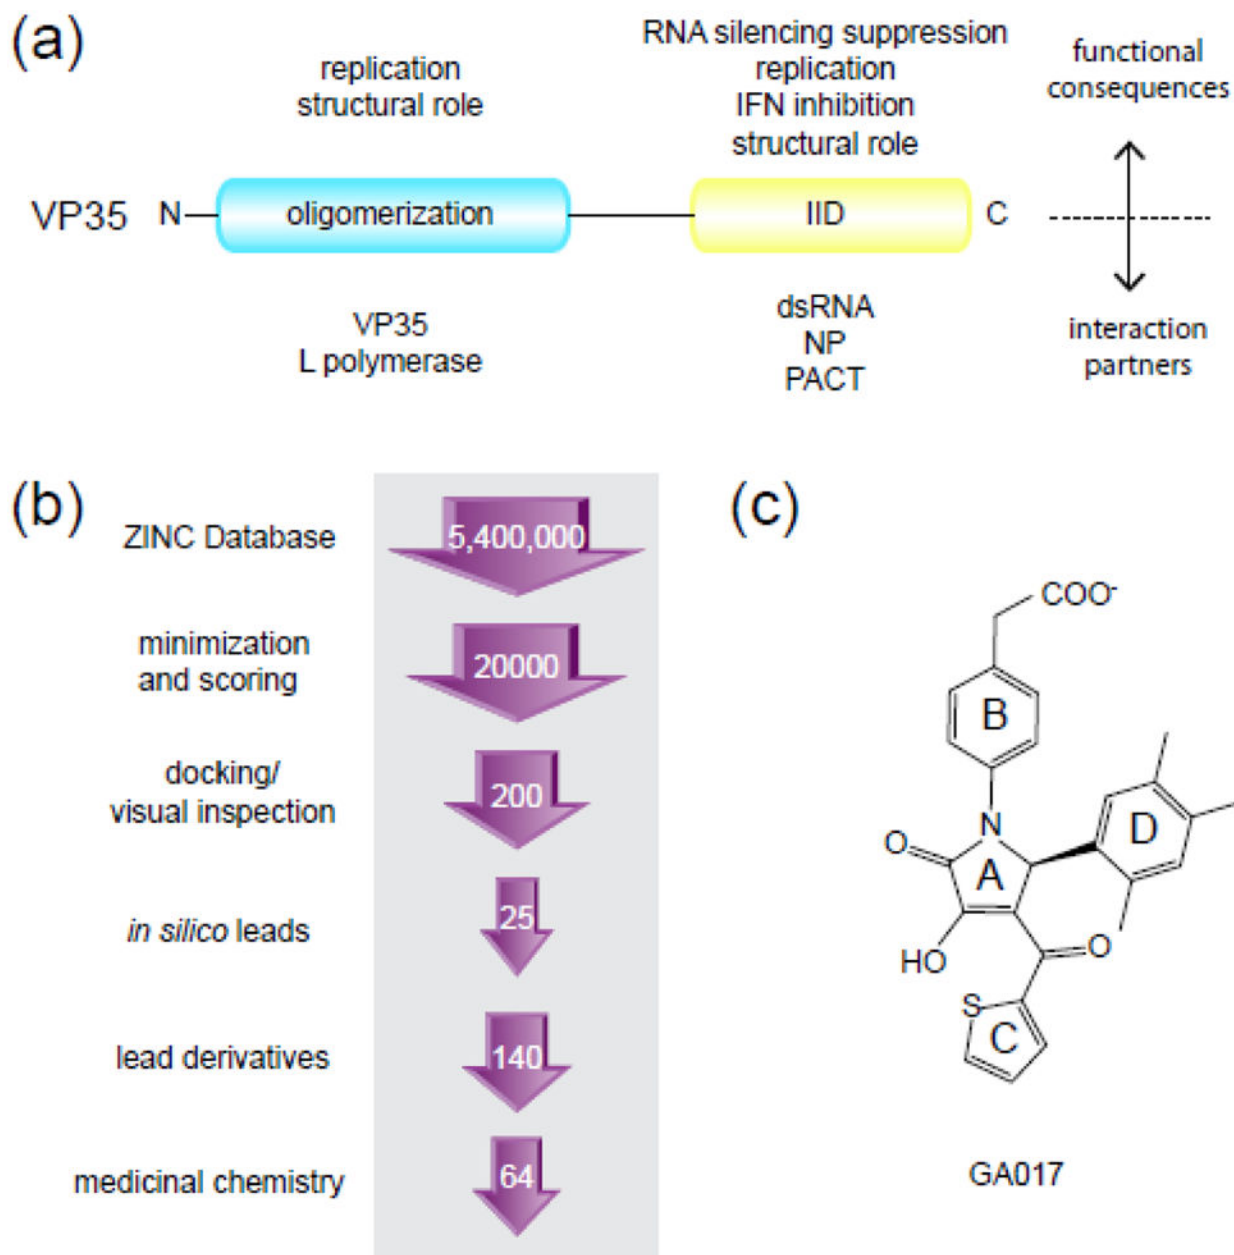 (a)
replication
structural role
RNA silencing suppression
replication
IFN inhibition
structural role
functional
consequences
VP35 N oligomerization IID C
VP35
L polymerase
dsRNA
NP
PACT
interaction
partners
(b)
ZINC Database 5,400,000
minimization
and scoring
20000
docking/
visual inspection
200
in silico leads 25
lead derivatives 140
medicinal chemistry 64
(c)
COO-
B
N
D
O
A
HO
O
S
C
GA017